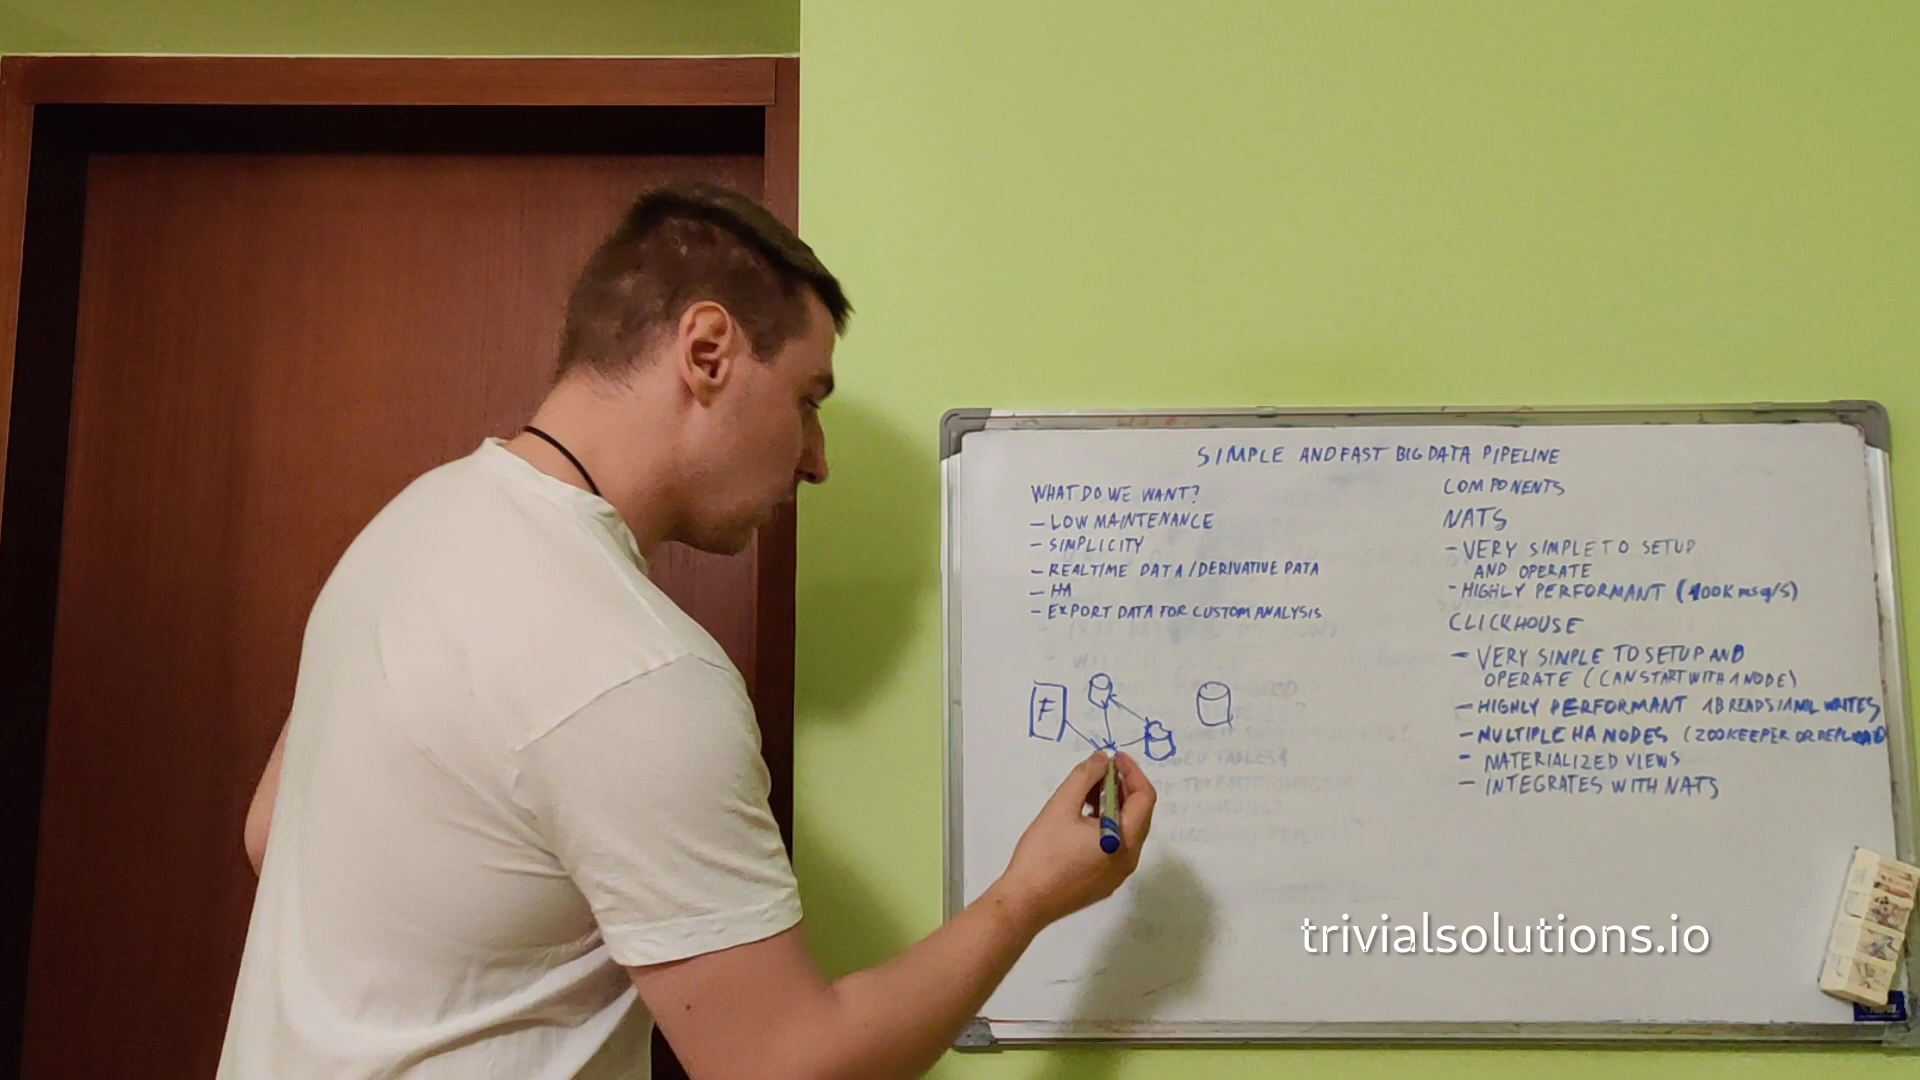 SIMPLE AND FAST BIG DATA PIPELINE
WHAT DO WE WANT?
- LOW MAINTENANCE
- SIMPLICITY
- REALTIME DATA / DERIVATIVE DATA
- HA
- EXPORT DATA FOR CUSTOM ANALYSIS
F
COMPONENTS
NATS
- VERY SIMPLE TO SETUP
AND OPERATE
- HIGHLY PERFORMANT (400K msg/s)
CLICKHOUSE
- VERY SIMPLE TO SETUP AND
OPERATE (CAN START WITH 1 NODE)
- HIGHLY PERFORMANT 1B READS/1MIL WRITES
- MULTIPLE HA NODES (ZOOKEEPER OR
- MATERIALIZED VIEWS
- INTEGRATES WITH NATS
trivialsolutions.io